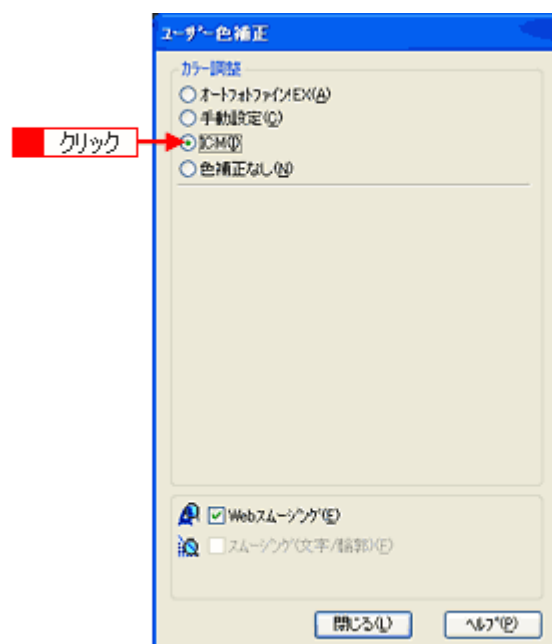 ユーザー色補正
カラー調整
オートフォトファイン!EX(A)
手動設定(C)
クリック
ICM(I)
色補正なし(N)
Webスムージング(E)
スムージング(文字/輪郭)(F)
閉じる(L)
ヘルプ(P)